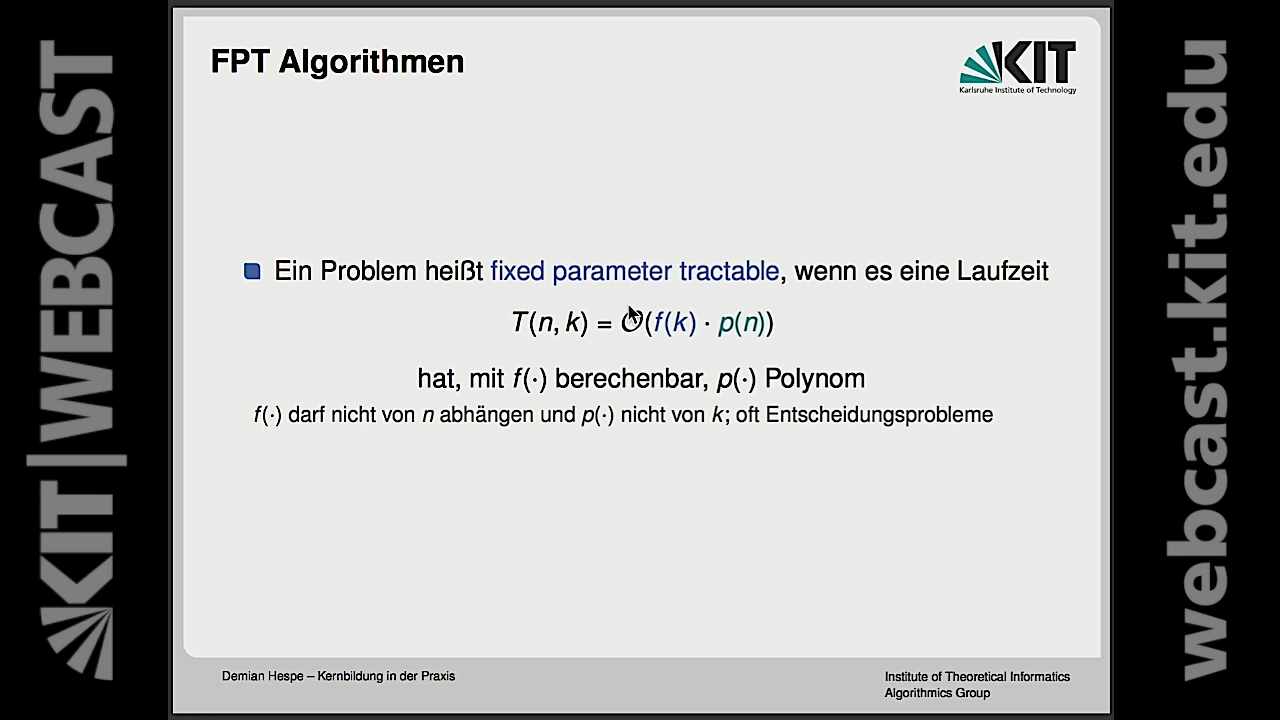 FPT Algorithmen
KIT
Karlsruhe Institute of Technology
Ein Problem heißt fixed parameter tractable, wenn es eine Laufzeit
T(n, k) = O(f(k) · p(n))
hat, mit f(·) berechenbar, p(·) Polynom
f(·) darf nicht von n abhängen und p(·) nicht von k; oft Entscheidungsprobleme
Demian Hespe – Kernbildung in der Praxis
Institute of Theoretical Informatics
Algorithmics Group
KIT|WEBCAST
webcast.kit.edu